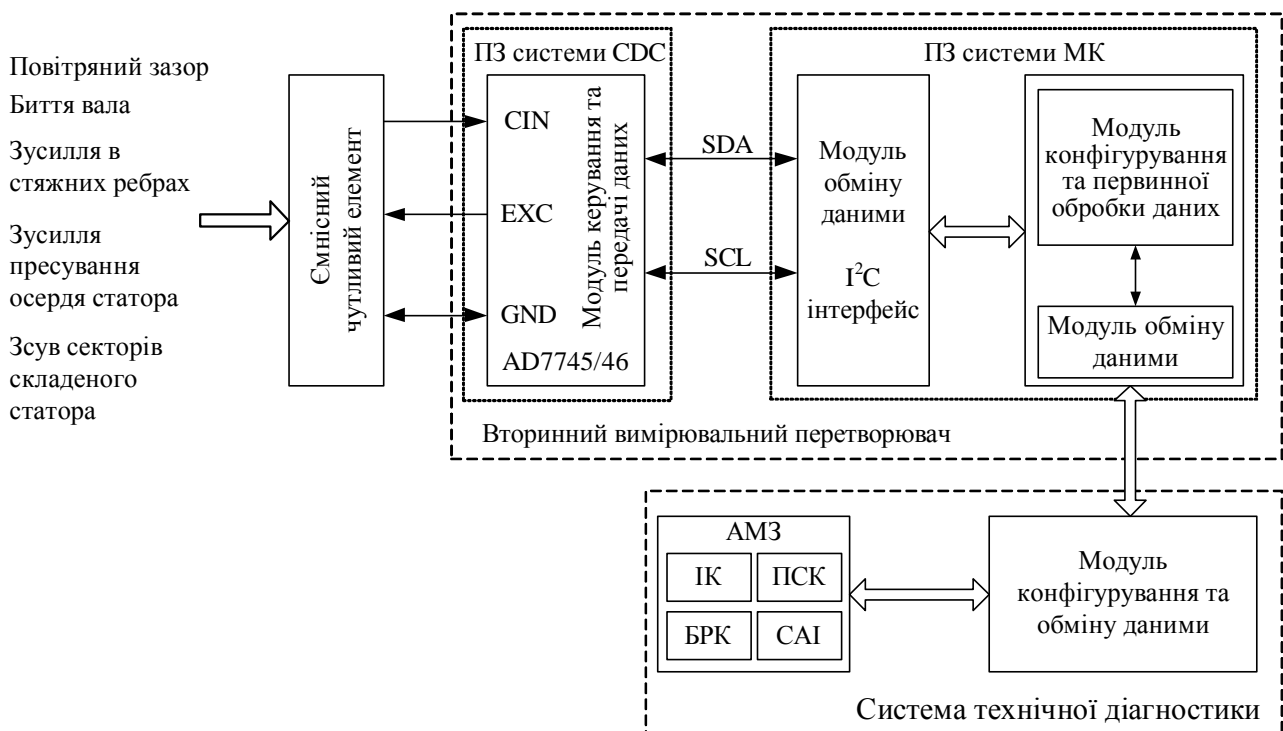 Повітряний зазор
Биття вала
Зусилля в
стяжних ребрах
Зусилля
пресування
осердя статора
Зсув секторів
складеного
статора
Ємнісний
чутливий елемент
ПЗ системи CDC
CIN
EXC
GND
Модуль керування та
передачі даних
AD7745/46
SDA
SCL
ПЗ системи МК
Модуль
обміну
даними
I²C
інтерфейс
Модуль
конфігурування
та первинної
обробки даних
Модуль обміну
даними
Вторинний вимірювальний перетворювач
АМЗ
ІК
ПСК
БРК
САІ
Модуль
конфігурування та
обміну даними
Система технічної діагностики